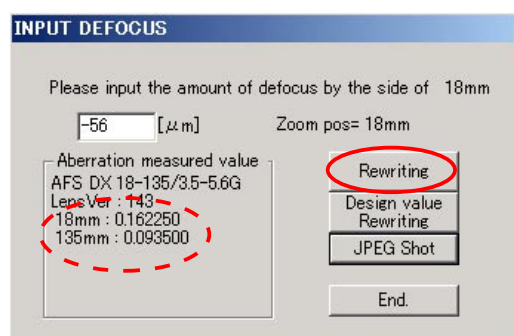 INPUT DEFOCUS
Please input the amount of defocus by the side of 18mm
-56 [μm] Zoom pos= 18mm
Aberration measured value
AFS DX 18-135/3.5-5.6G
LensVer : 143
18mm : 0.162250
135mm : 0.093500
Rewriting
Design value
Rewriting
JPEG Shot
End.